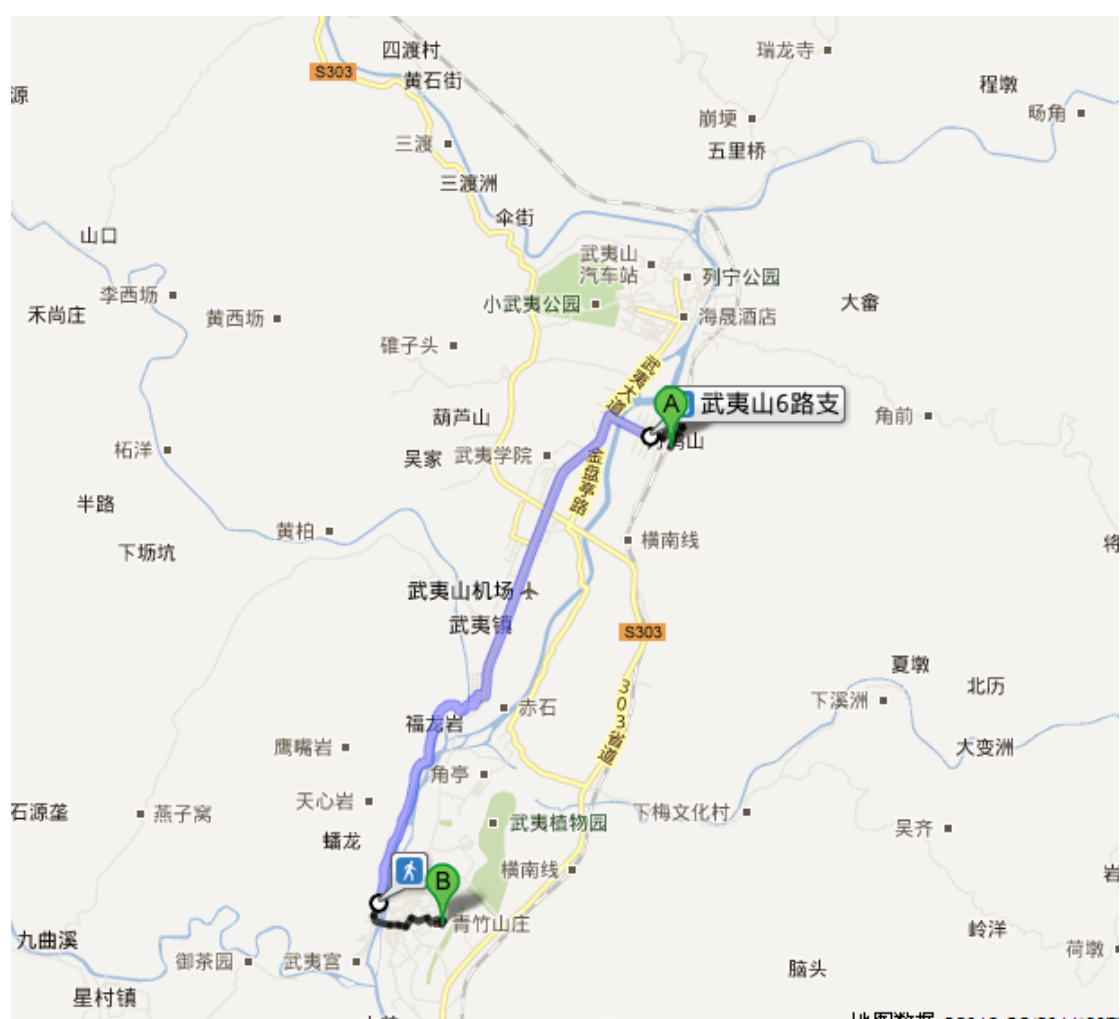 四渡村
瑞龙寺
S303
黄石街
程墩
源
旸角
崩埂
三渡
五里桥
三渡洲
伞街
山口
武夷山
汽车站
列宁公园
李西坜
小武夷公园
大畲
禾尚庄
黄西坜
海晟酒店
碓子头
武夷大道
A
武夷山6路支
葫芦山
角前
柘洋
吴家
武夷学院
金盘亭路
半路
黄柏
横南线
下坜坑
将
武夷山机场
武夷镇
S303
夏墩
北历
下溪洲
303省道
赤石
福龙岩
鹰嘴岩
大变洲
角亭
天心岩
石源垄
燕子窝
下梅文化村
武夷植物园
吴齐
蟠龙
横南线
岩
B
青竹山庄
九曲溪
岭洋
荷墩
御茶园
武夷宫
脑头
星村镇